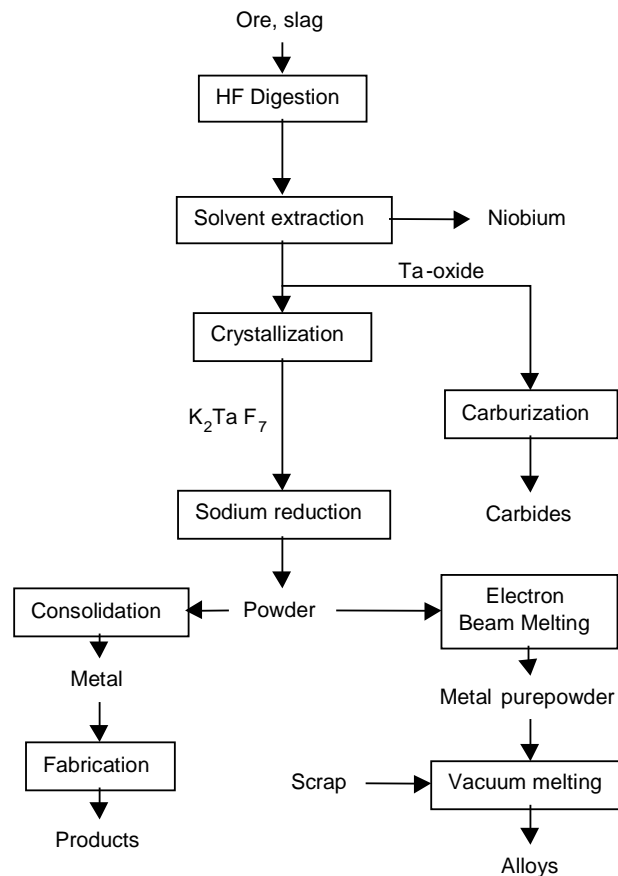 Ore, slag
HF Digestion
Solvent extraction
Niobium
Ta-oxide
Crystallization
K₂Ta F₇
Carburization
Sodium reduction
Carbides
Consolidation
Powder
Electron
Beam Melting
Metal
Metal purepowder
Fabrication
Scrap
Vacuum melting
Products
Alloys